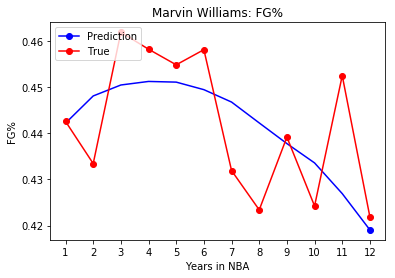 Marvin Williams: FG%
Prediction
True
FG%
0.46
0.45
0.44
0.43
0.42
1 2 3 4 5 6 7 8 9 10 11 12
Years in NBA